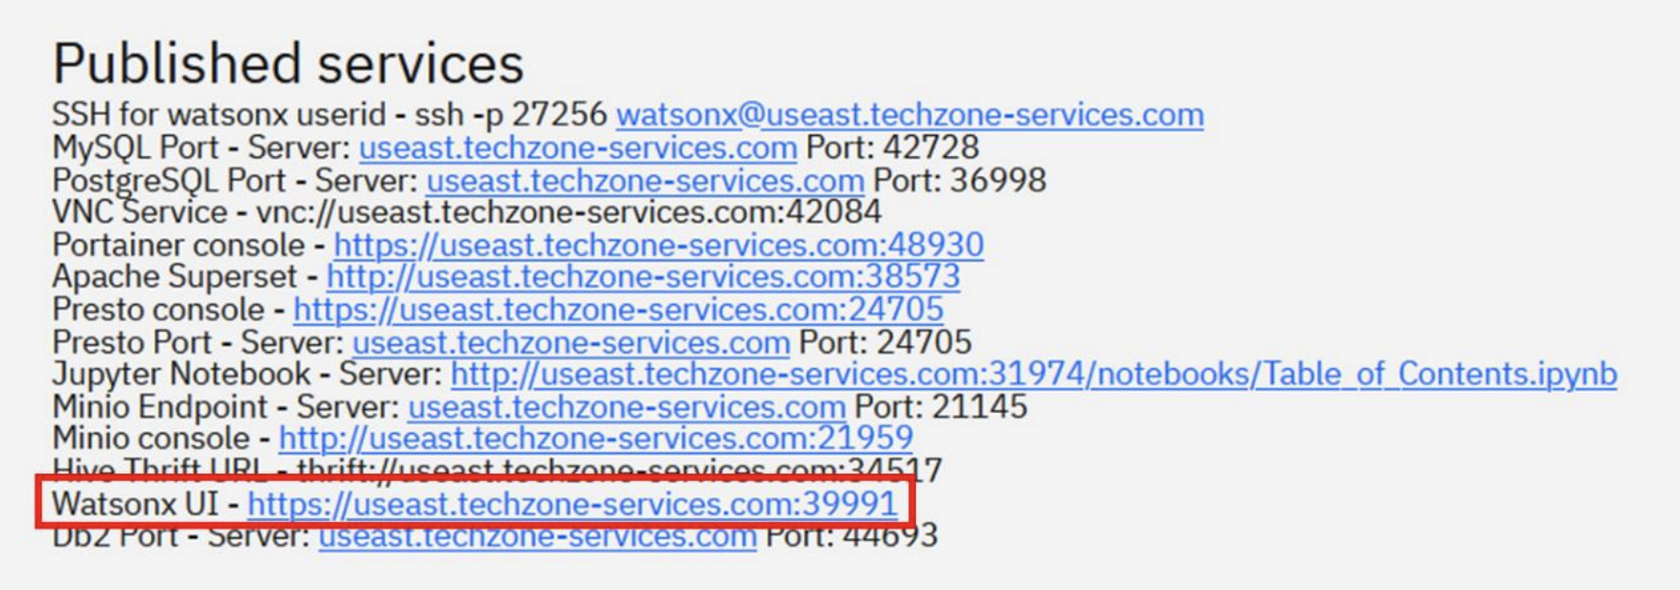 Published services
SSH for watsonx userid - ssh -p 27256 watsonx@useast.techzone-services.com
MySQL Port - Server: useast.techzone-services.com Port: 42728
PostgreSQL Port - Server: useast.techzone-services.com Port: 36998
VNC Service - vnc://useast.techzone-services.com:42084
Portainer console - https://useast.techzone-services.com:48930
Apache Superset - http://useast.techzone-services.com:38573
Presto console - https://useast.techzone-services.com:24705
Presto Port - Server: useast.techzone-services.com Port: 24705
Jupyter Notebook - Server: http://useast.techzone-services.com:31974/notebooks/Table_of_Contents.ipynb
Minio Endpoint - Server: useast.techzone-services.com Port: 21145
Minio console - http://useast.techzone-services.com:21959
Hive Thrift URL - thrift://useast.techzone-services.com:34517
Watsonx UI - https://useast.techzone-services.com:39991
Db2 Port - Server: useast.techzone-services.com Port: 44693